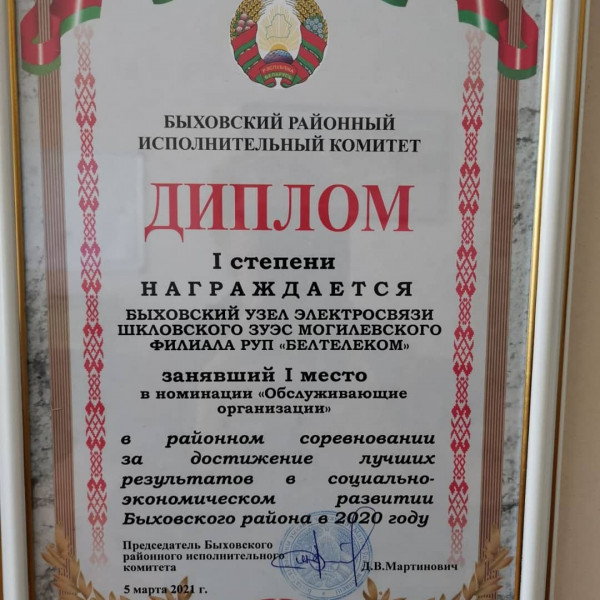 РЭСПУБЛІКА БЕЛАРУСЬ
БЫХОВСКИЙ РАЙОННЫЙ
ИСПОЛНИТЕЛЬНЫЙ КОМИТЕТ
ДИПЛОМ
I степени
НАГРАЖДАЕТСЯ
БЫХОВСКИЙ УЗЕЛ ЭЛЕКТРОСВЯЗИ
ШКЛОВСКОГО ЗУЭС МОГИЛЕВСКОГО
ФИЛИАЛА РУП «БЕЛТЕЛЕКОМ»
занявший I место
в номинации «Обслуживающие
организации»
в районном соревновании
за достижение лучших
результатов в социально-
экономическом развитии
Быховского района в 2020 году
Председатель Быховского
районного исполнительного
комитета
Д.В.Мартинович
5 марта 2021 г.